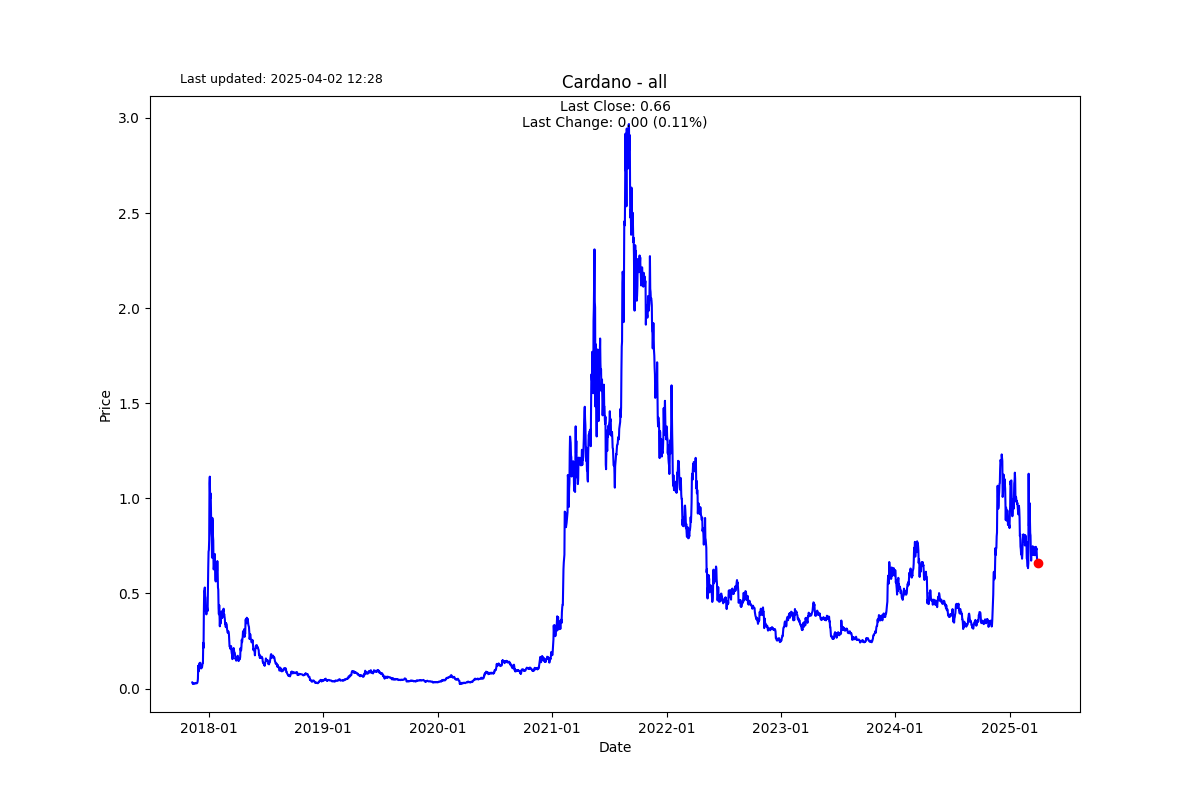 Last updated: 2025-04-02 12:28
Cardano - all
Last Close: 0.66
Last Change: 0.00 (0.11%)
3.0
2.5
2.0
1.5
1.0
0.5
0.0
Price
2018-01 2019-01 2020-01 2021-01 2022-01 2023-01 2024-01 2025-01
Date